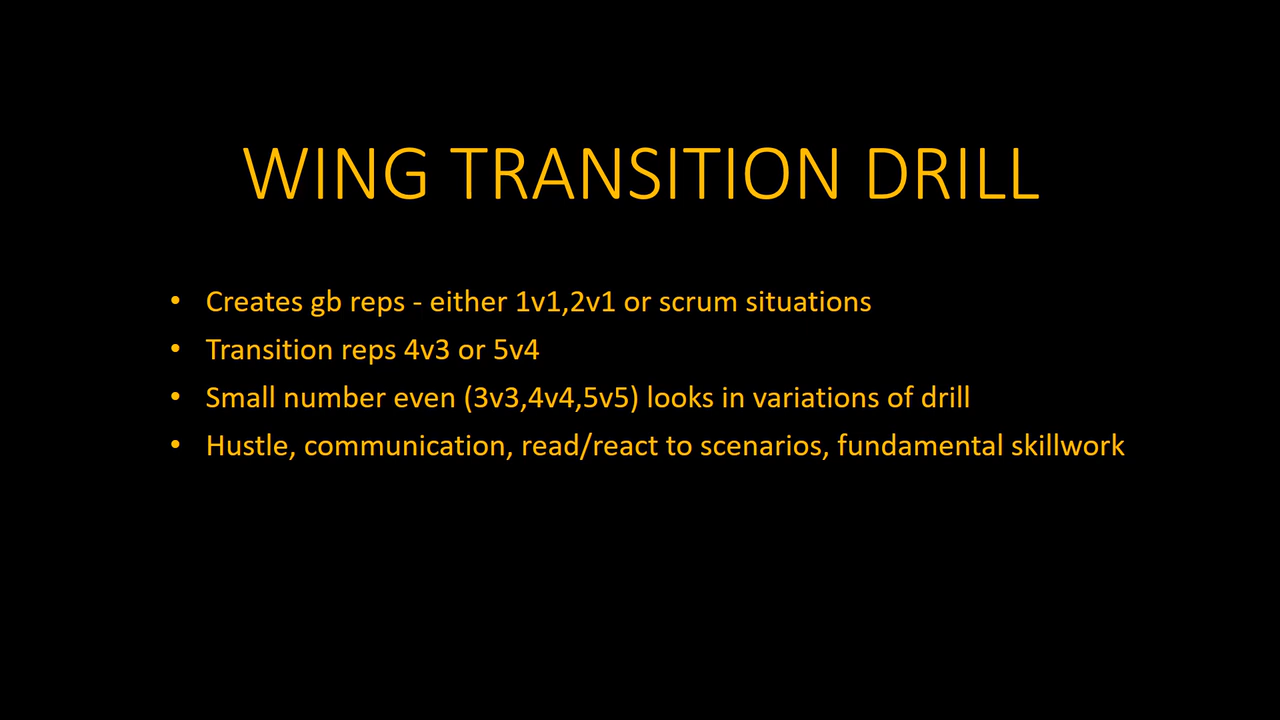 WING TRANSITION DRILL
• Creates gb reps - either 1v1,2v1 or scrum situations
• Transition reps 4v3 or 5v4
• Small number even (3v3,4v4,5v5) looks in variations of drill
• Hustle, communication, read/react to scenarios, fundamental skillwork